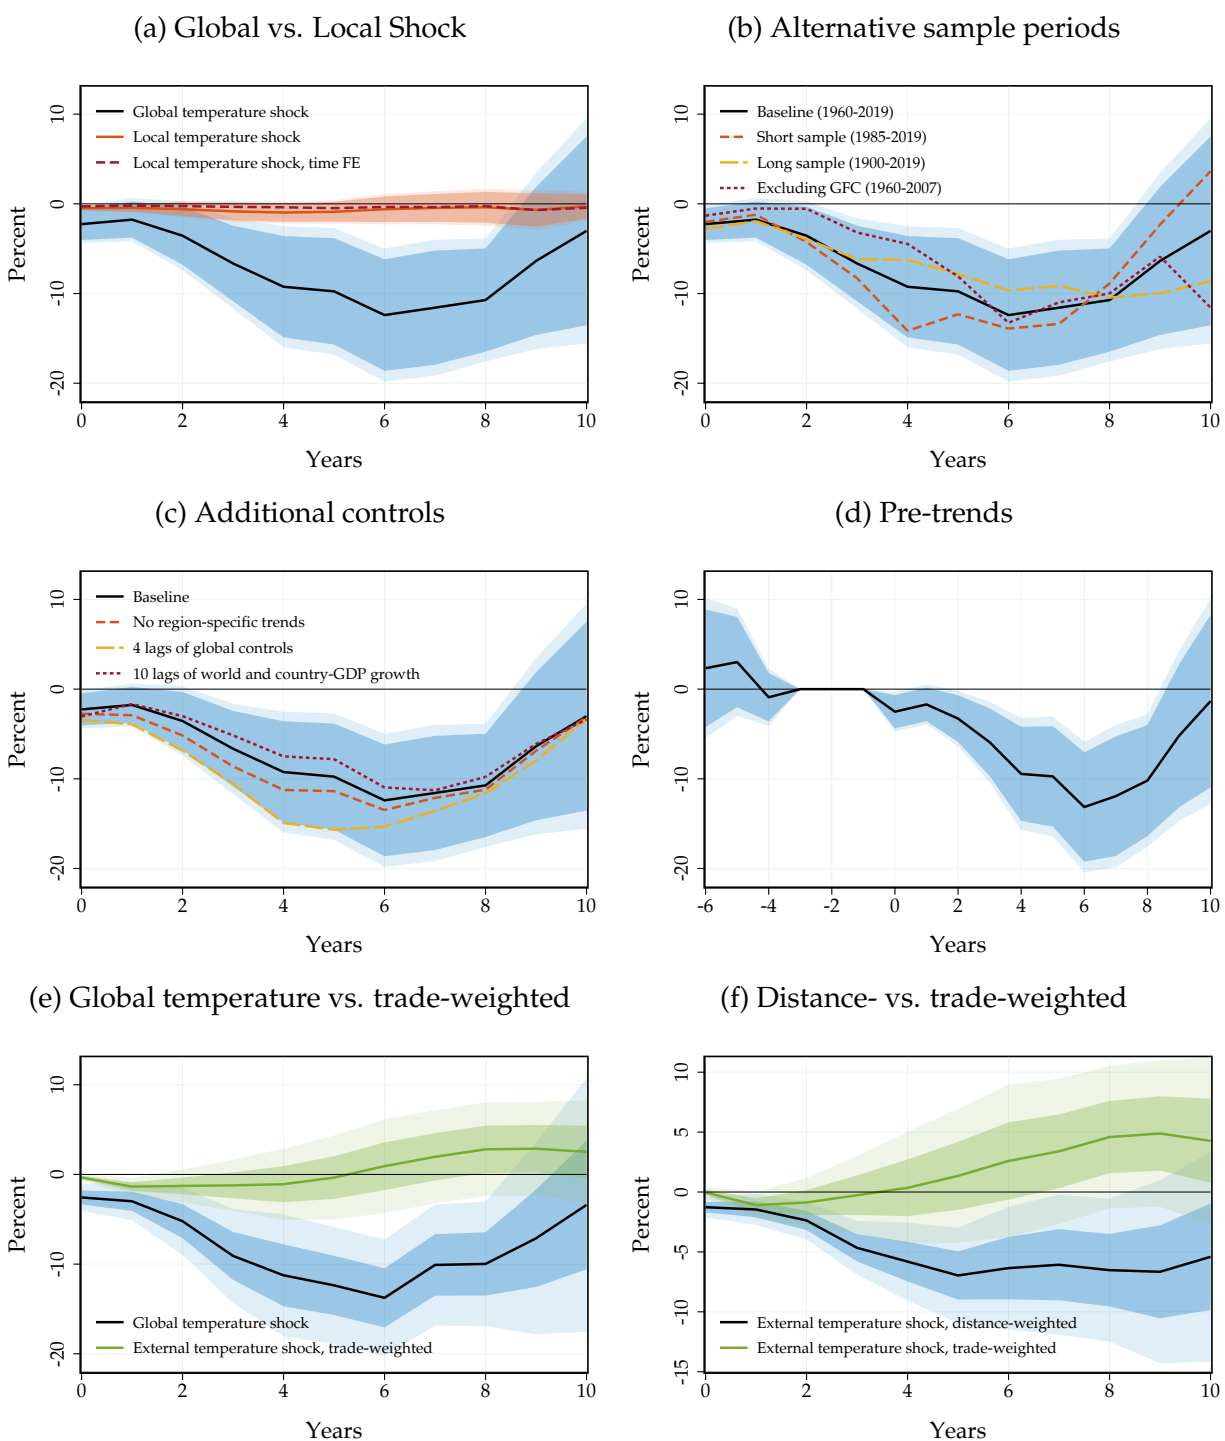 (a) Global vs. Local Shock
Percent
10
0
-10
-20
Global temperature shock
Local temperature shock
Local temperature shock, time FE
0 2 4 6 8 10
Years
(b) Alternative sample periods
Percent
10
0
-10
-20
Baseline (1960-2019)
Short sample (1985-2019)
Long sample (1900-2019)
Excluding GFC (1960-2007)
0 2 4 6 8 10
Years
(c) Additional controls
Percent
10
0
-10
-20
Baseline
No region-specific trends
4 lags of global controls
10 lags of world and country-GDP growth
0 2 4 6 8 10
Years
(d) Pre-trends
Percent
10
0
-10
-20
-6 -4 -2 0 2 4 6 8 10
Years
(e) Global temperature vs. trade-weighted
Percent
10
0
-10
-20
Global temperature shock
External temperature shock, trade-weighted
0 2 4 6 8 10
Years
(f) Distance- vs. trade-weighted
Percent
10
5
0
-5
-10
-15
External temperature shock, distance-weighted
External temperature shock, trade-weighted
0 2 4 6 8 10
Years